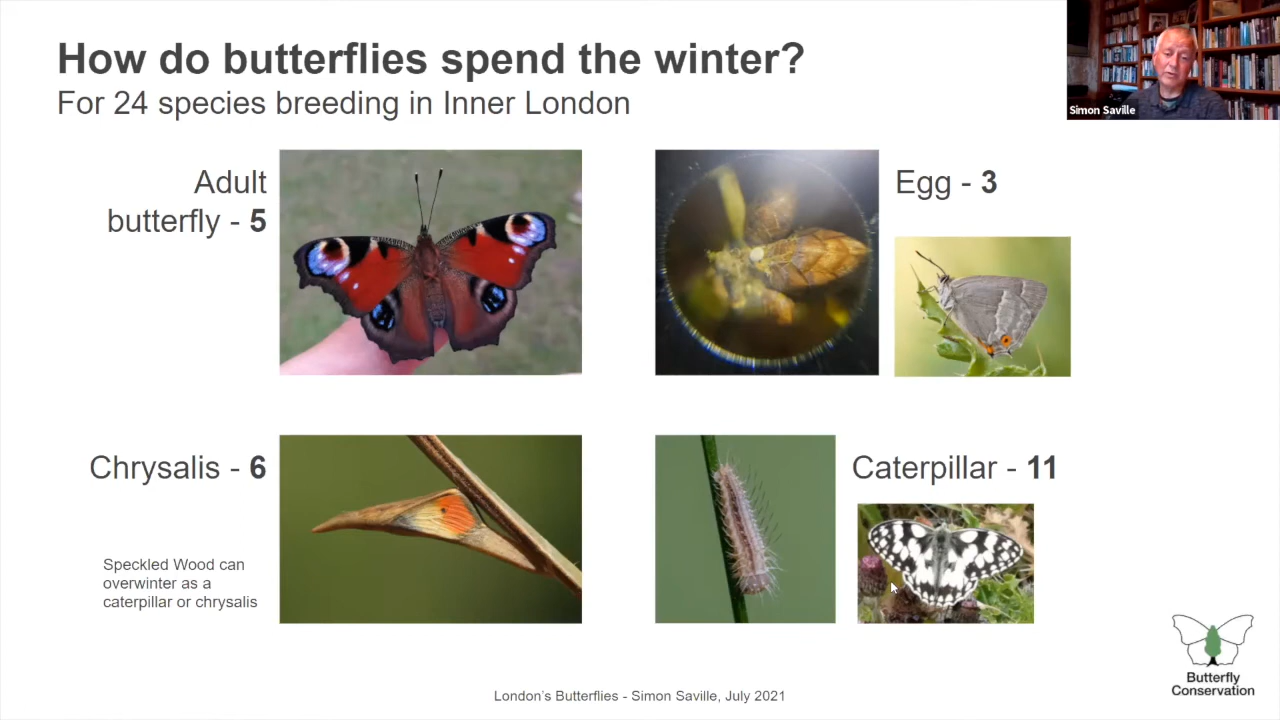 How do butterflies spend the winter?
For 24 species breeding in Inner London
Simon Saville
Adult
butterfly - 5
Egg - 3
Chrysalis - 6
Caterpillar - 11
Speckled Wood can
overwinter as a
caterpillar or chrysalis
London's Butterflies - Simon Saville, July 2021
Butterfly
Conservation